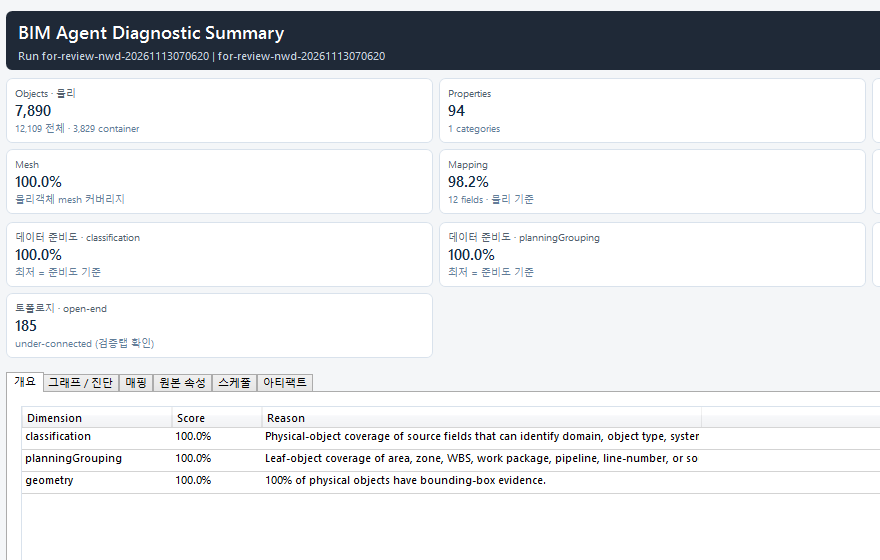 BIM Agent Diagnostic Summary
Run for-review-nwd-20261113070620 | for-review-nwd-20261113070620
Objects · 물리
7,890
12,109 전체 · 3,829 container
Properties
94
1 categories
Mesh
100.0%
물리객체 mesh 커버리지
Mapping
98.2%
12 fields · 물리 기준
데이터 준비도 · classification
100.0%
최저 = 준비도 기준
데이터 준비도 · planningGrouping
100.0%
최저 = 준비도 기준
토폴로지 · open-end
185
under-connected (검증탭 확인)
개요 그래프 / 진단 매핑 원본 속성 스케줄 아티팩트
Dimension Score Reason
classification 100.0% Physical-object coverage of source fields that can identify domain, object type, syster
planningGrouping 100.0% Leaf-object coverage of area, zone, WBS, work package, pipeline, line-number, or so
geometry 100.0% 100% of physical objects have bounding-box evidence.